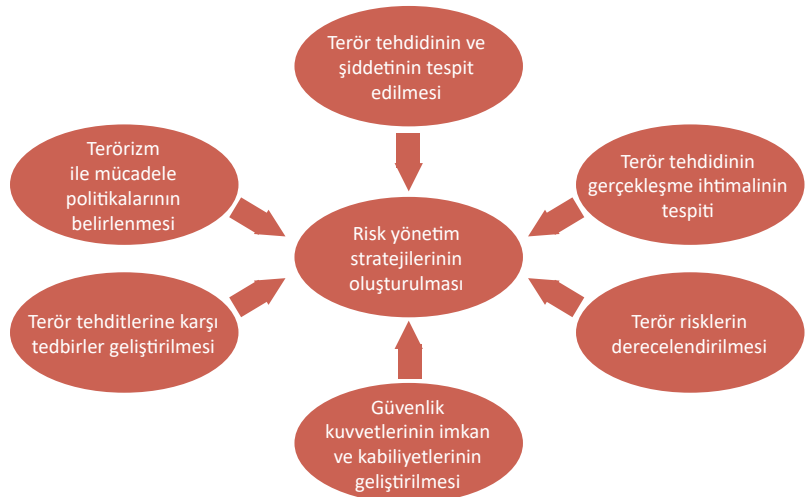 Terör tehdidinin ve
şiddetinin tespit
edilmesi
Terörizm
ile mücadele
politikalarının
belirlenmesi
Terör tehdidinin
gerçekleşme ihtimalinin
tespiti
Risk yönetim
stratejilerinin
oluşturulması
Terör tehditlerine karşı
tedbirler geliştirilmesi
Terör risklerin
derecelendirilmesi
Güvenlik
kuvvetlerinin imkan
ve kabiliyetlerinin
geliştirilmesi